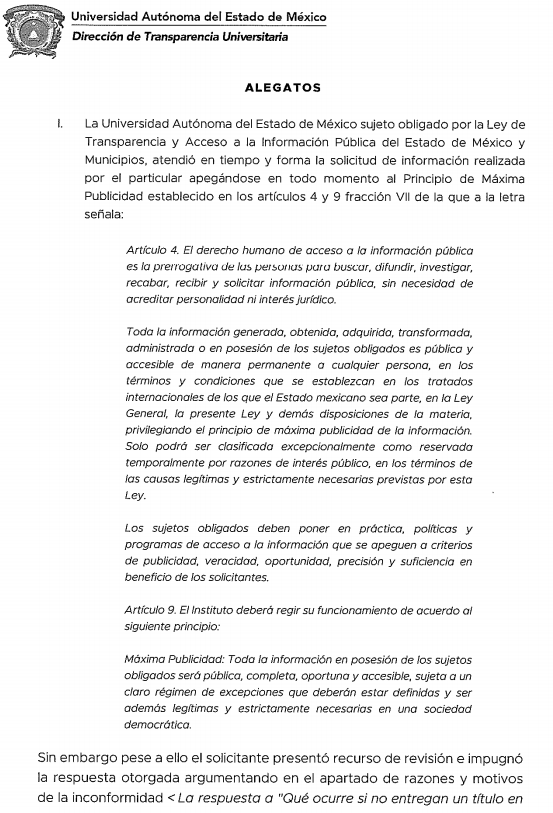 Universidad Autónoma del Estado de México
Dirección de Transparencia Universitaria
ALEGATOS
I. La Universidad Autónoma del Estado de México sujeto obligado por la Ley de
Transparencia y Acceso a la Información Pública del Estado de México y
Municipios, atendió en tiempo y forma la solicitud de información realizada
por el particular apegándose en todo momento al Principio de Máxima
Publicidad establecido en los artículos 4 y 9 fracción VII de la que a la letra
señala:
Artículo 4. El derecho humano de acceso a la información pública
es la prerrogativa de las personas para buscar, difundir, investigar,
recabar, recibir y solicitar información pública, sin necesidad de
acreditar personalidad ni interés jurídico.
Toda la información generada, obtenida, adquirida, transformada,
administrada o en posesión de los sujetos obligados es pública y
accesible de manera permanente a cualquier persona, en los
términos y condiciones que se establezcan en los tratados
internacionales de los que el Estado mexicano sea parte, en la Ley
General, la presente Ley y demás disposiciones de la materia,
privilegiando el principio de máxima publicidad de la información.
Solo podrá ser clasificada excepcionalmente como reservada
temporalmente por razones de interés público, en los términos de
las causas legítimas y estrictamente necesarias previstas por esta
Ley.
Los sujetos obligados deben poner en práctica, políticas y
programas de acceso a la información que se apeguen a criterios
de publicidad, veracidad, oportunidad, precisión y suficiencia en
beneficio de los solicitantes.
Artículo 9. El Instituto deberá regir su funcionamiento de acuerdo al
siguiente principio:
Máxima Publicidad: Toda la información en posesión de los sujetos
obligados será pública, completa, oportuna y accesible, sujeta a un
claro régimen de excepciones que deberán estar definidas y ser
además legítimas y estrictamente necesarias en una sociedad
democrática.
Sin embargo pese a ello el solicitante presentó recurso de revisión e impugnó
la respuesta otorgada argumentando en el apartado de razones y motivos
de la inconformidad < La respuesta a "Qué ocurre si no entregan un título en